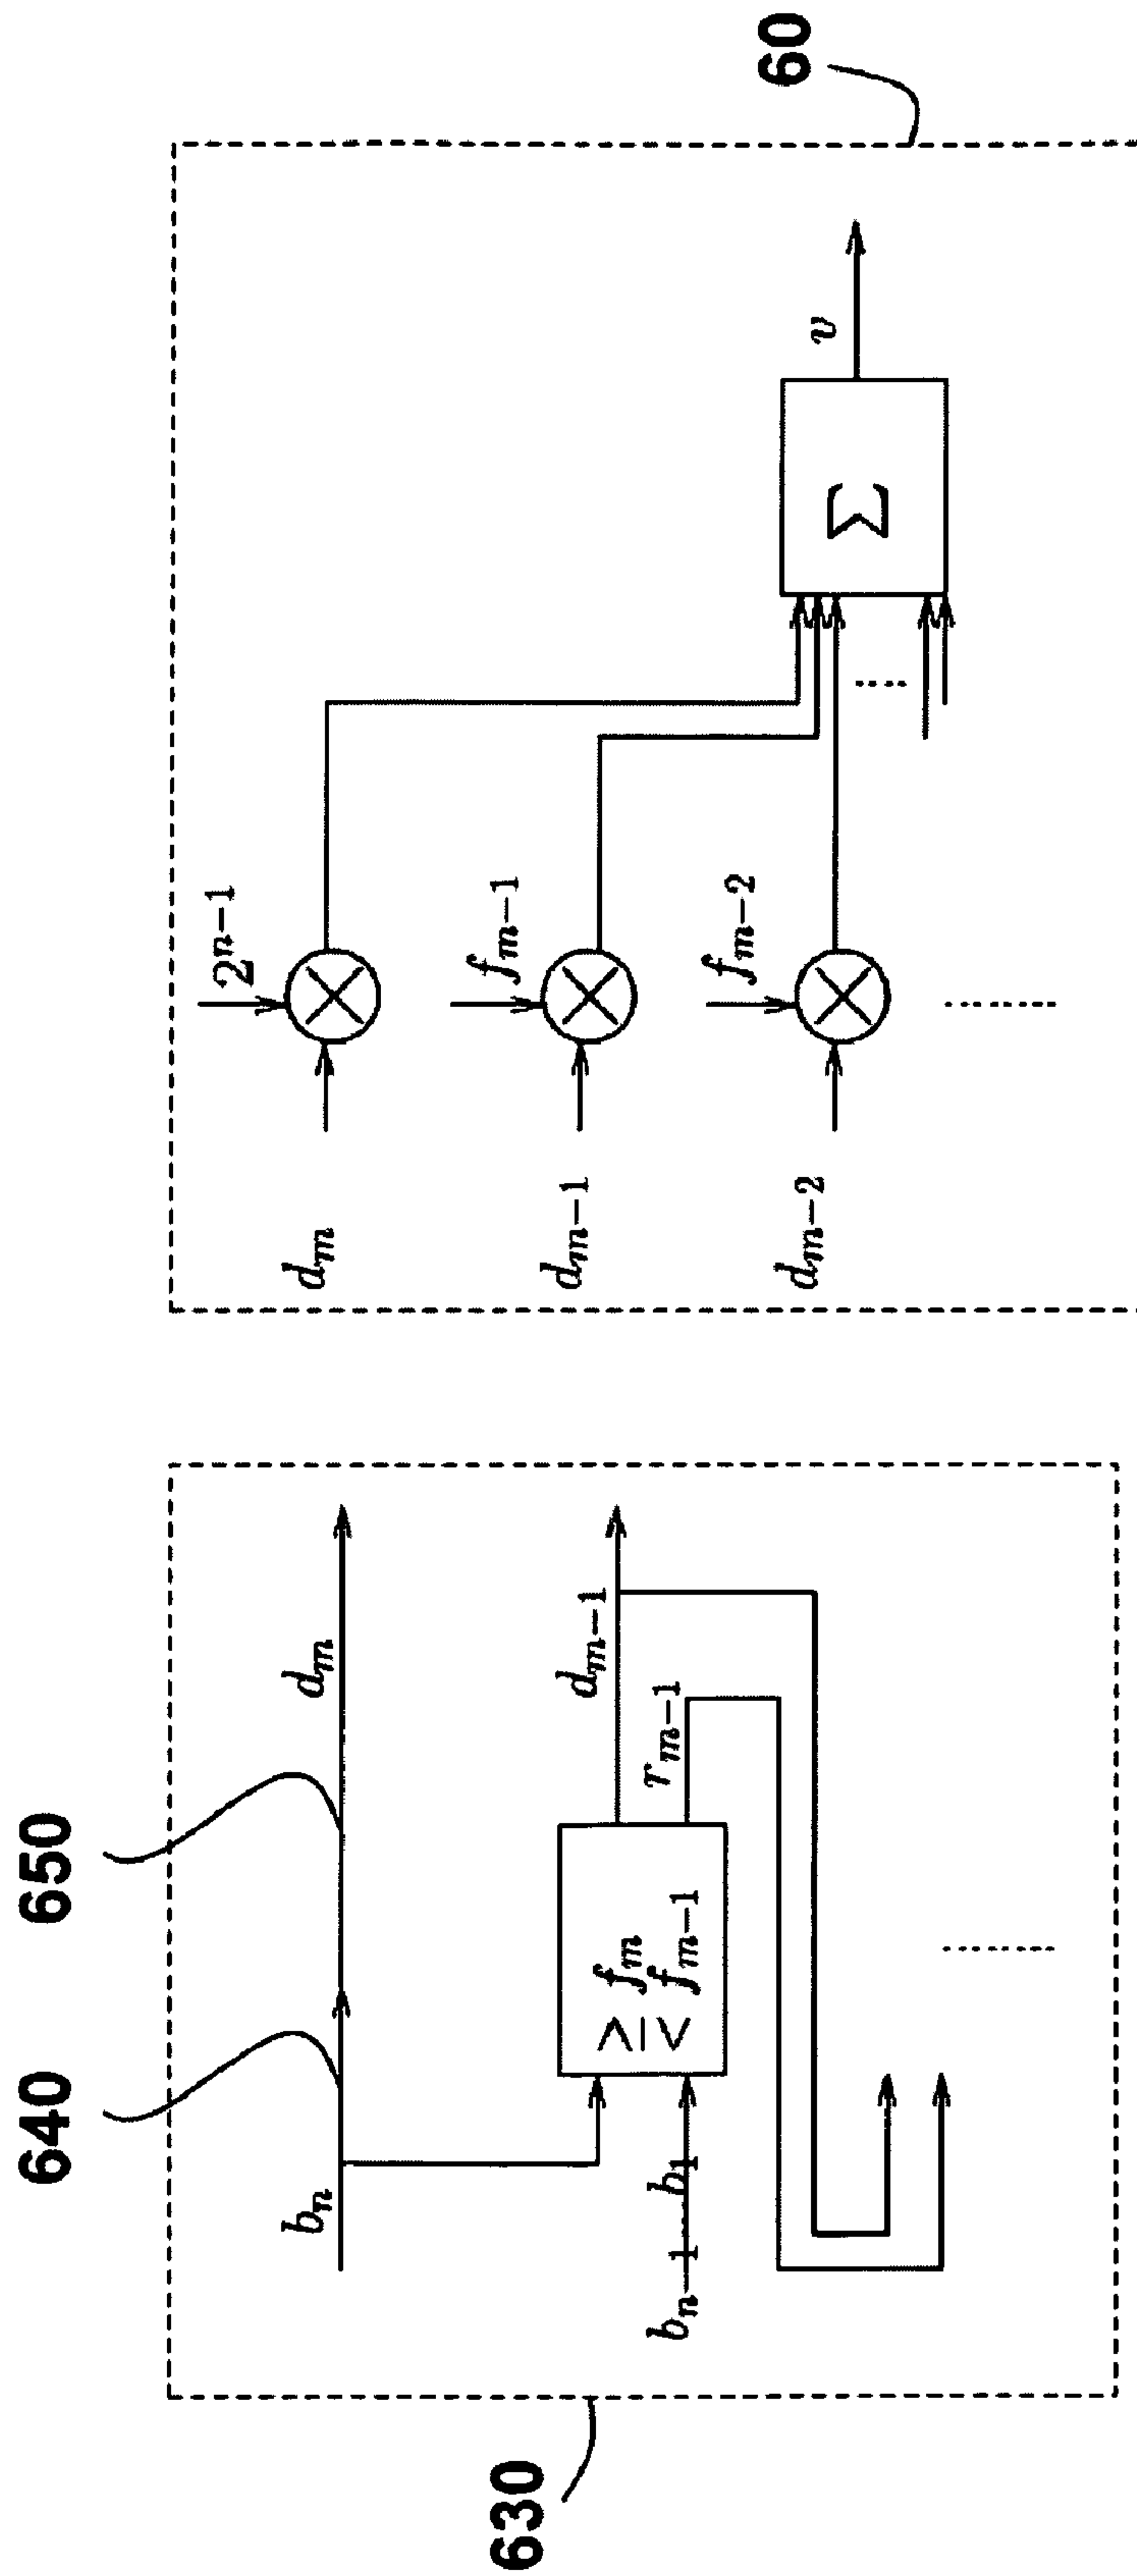 640
650
b_n
d_m
≥ f_m
< f_{m-1}
d_{m-1}
r_{m-1}
b_{n-1} b_1
630
2^{n-1}
d_m
f_{m-1}
d_{m-1}
f_{m-2}
d_{m-2}
Σ
v
60